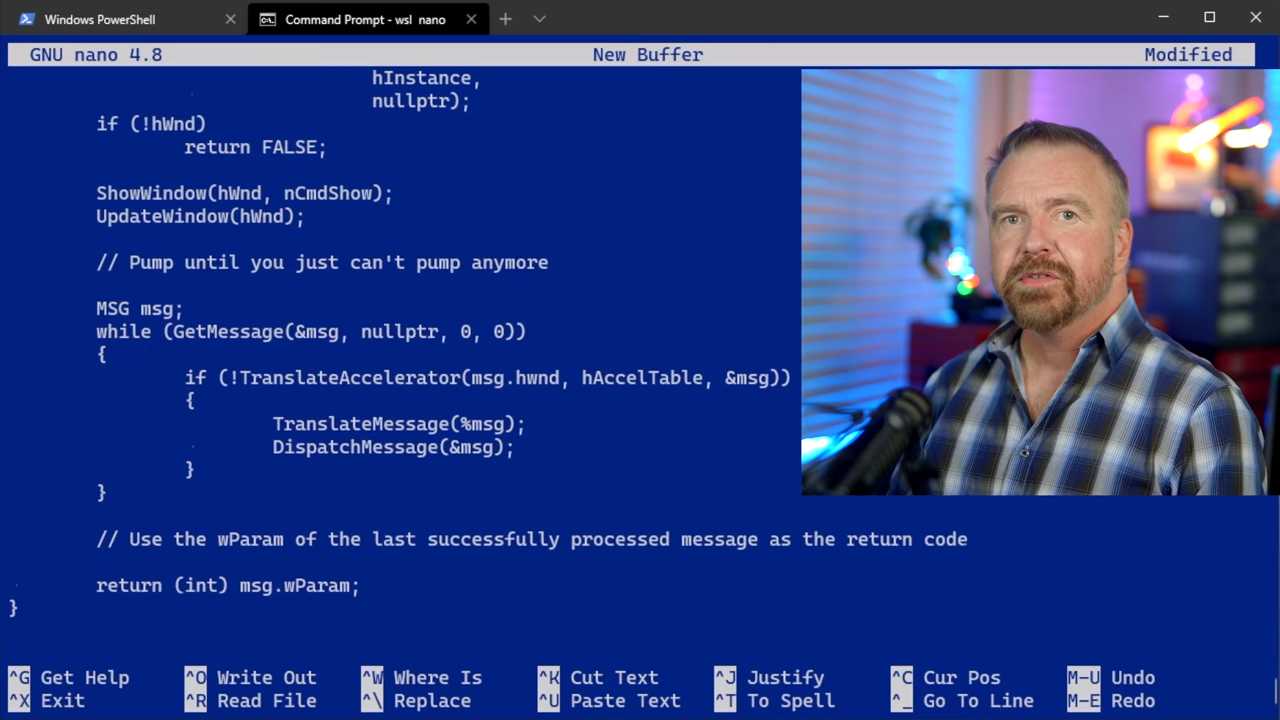 Windows PowerShell
Command Prompt - wsl nano
GNU nano 4.8 New Buffer Modified
hInstance,
nullptr);
if (!hWnd)
return FALSE;
ShowWindow(hWnd, nCmdShow);
UpdateWindow(hWnd);
// Pump until you just can't pump anymore
MSG msg;
while (GetMessage(&msg, nullptr, 0, 0))
{
if (!TranslateAccelerator(msg.hwnd, hAccelTable, &msg))
{
TranslateMessage(%msg);
DispatchMessage(&msg);
}
}
// Use the wParam of the last successfully processed message as the return code
return (int) msg.wParam;
}
^G Get Help ^O Write Out ^W Where Is ^K Cut Text ^J Justify ^C Cur Pos M-U Undo
^X Exit ^R Read File ^\ Replace ^U Paste Text ^T To Spell ^_ Go To Line M-E Redo